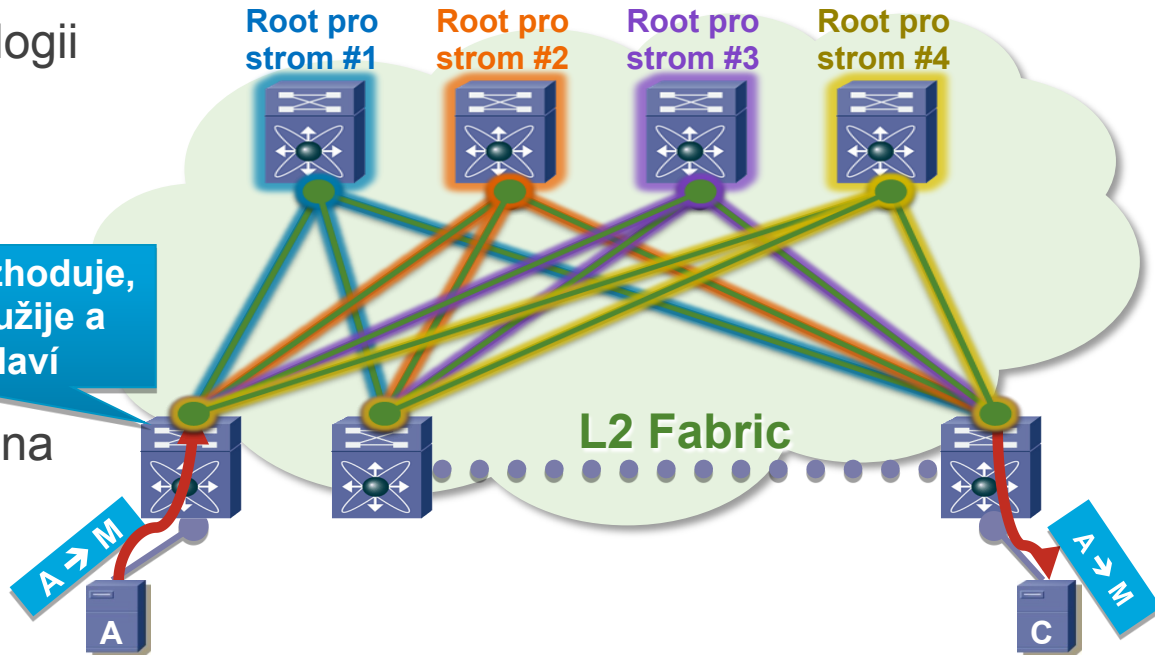 logii
Root pro
strom #1
Root pro
strom #2
Root pro
strom #3
Root pro
strom #4
zhoduje,
užije a
laví
na
L2 Fabric
A → M
A → M
A
C